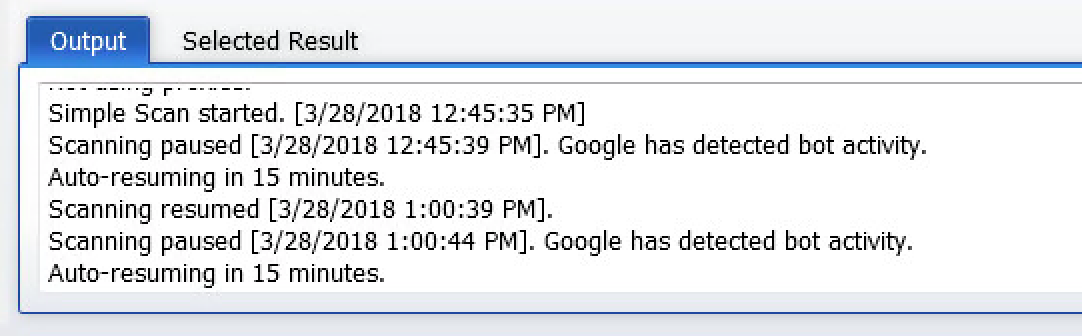 Output
Selected Result
Not using proxies.
Simple Scan started. [3/28/2018 12:45:35 PM]
Scanning paused [3/28/2018 12:45:39 PM]. Google has detected bot activity.
Auto-resuming in 15 minutes.
Scanning resumed [3/28/2018 1:00:39 PM].
Scanning paused [3/28/2018 1:00:44 PM]. Google has detected bot activity.
Auto-resuming in 15 minutes.